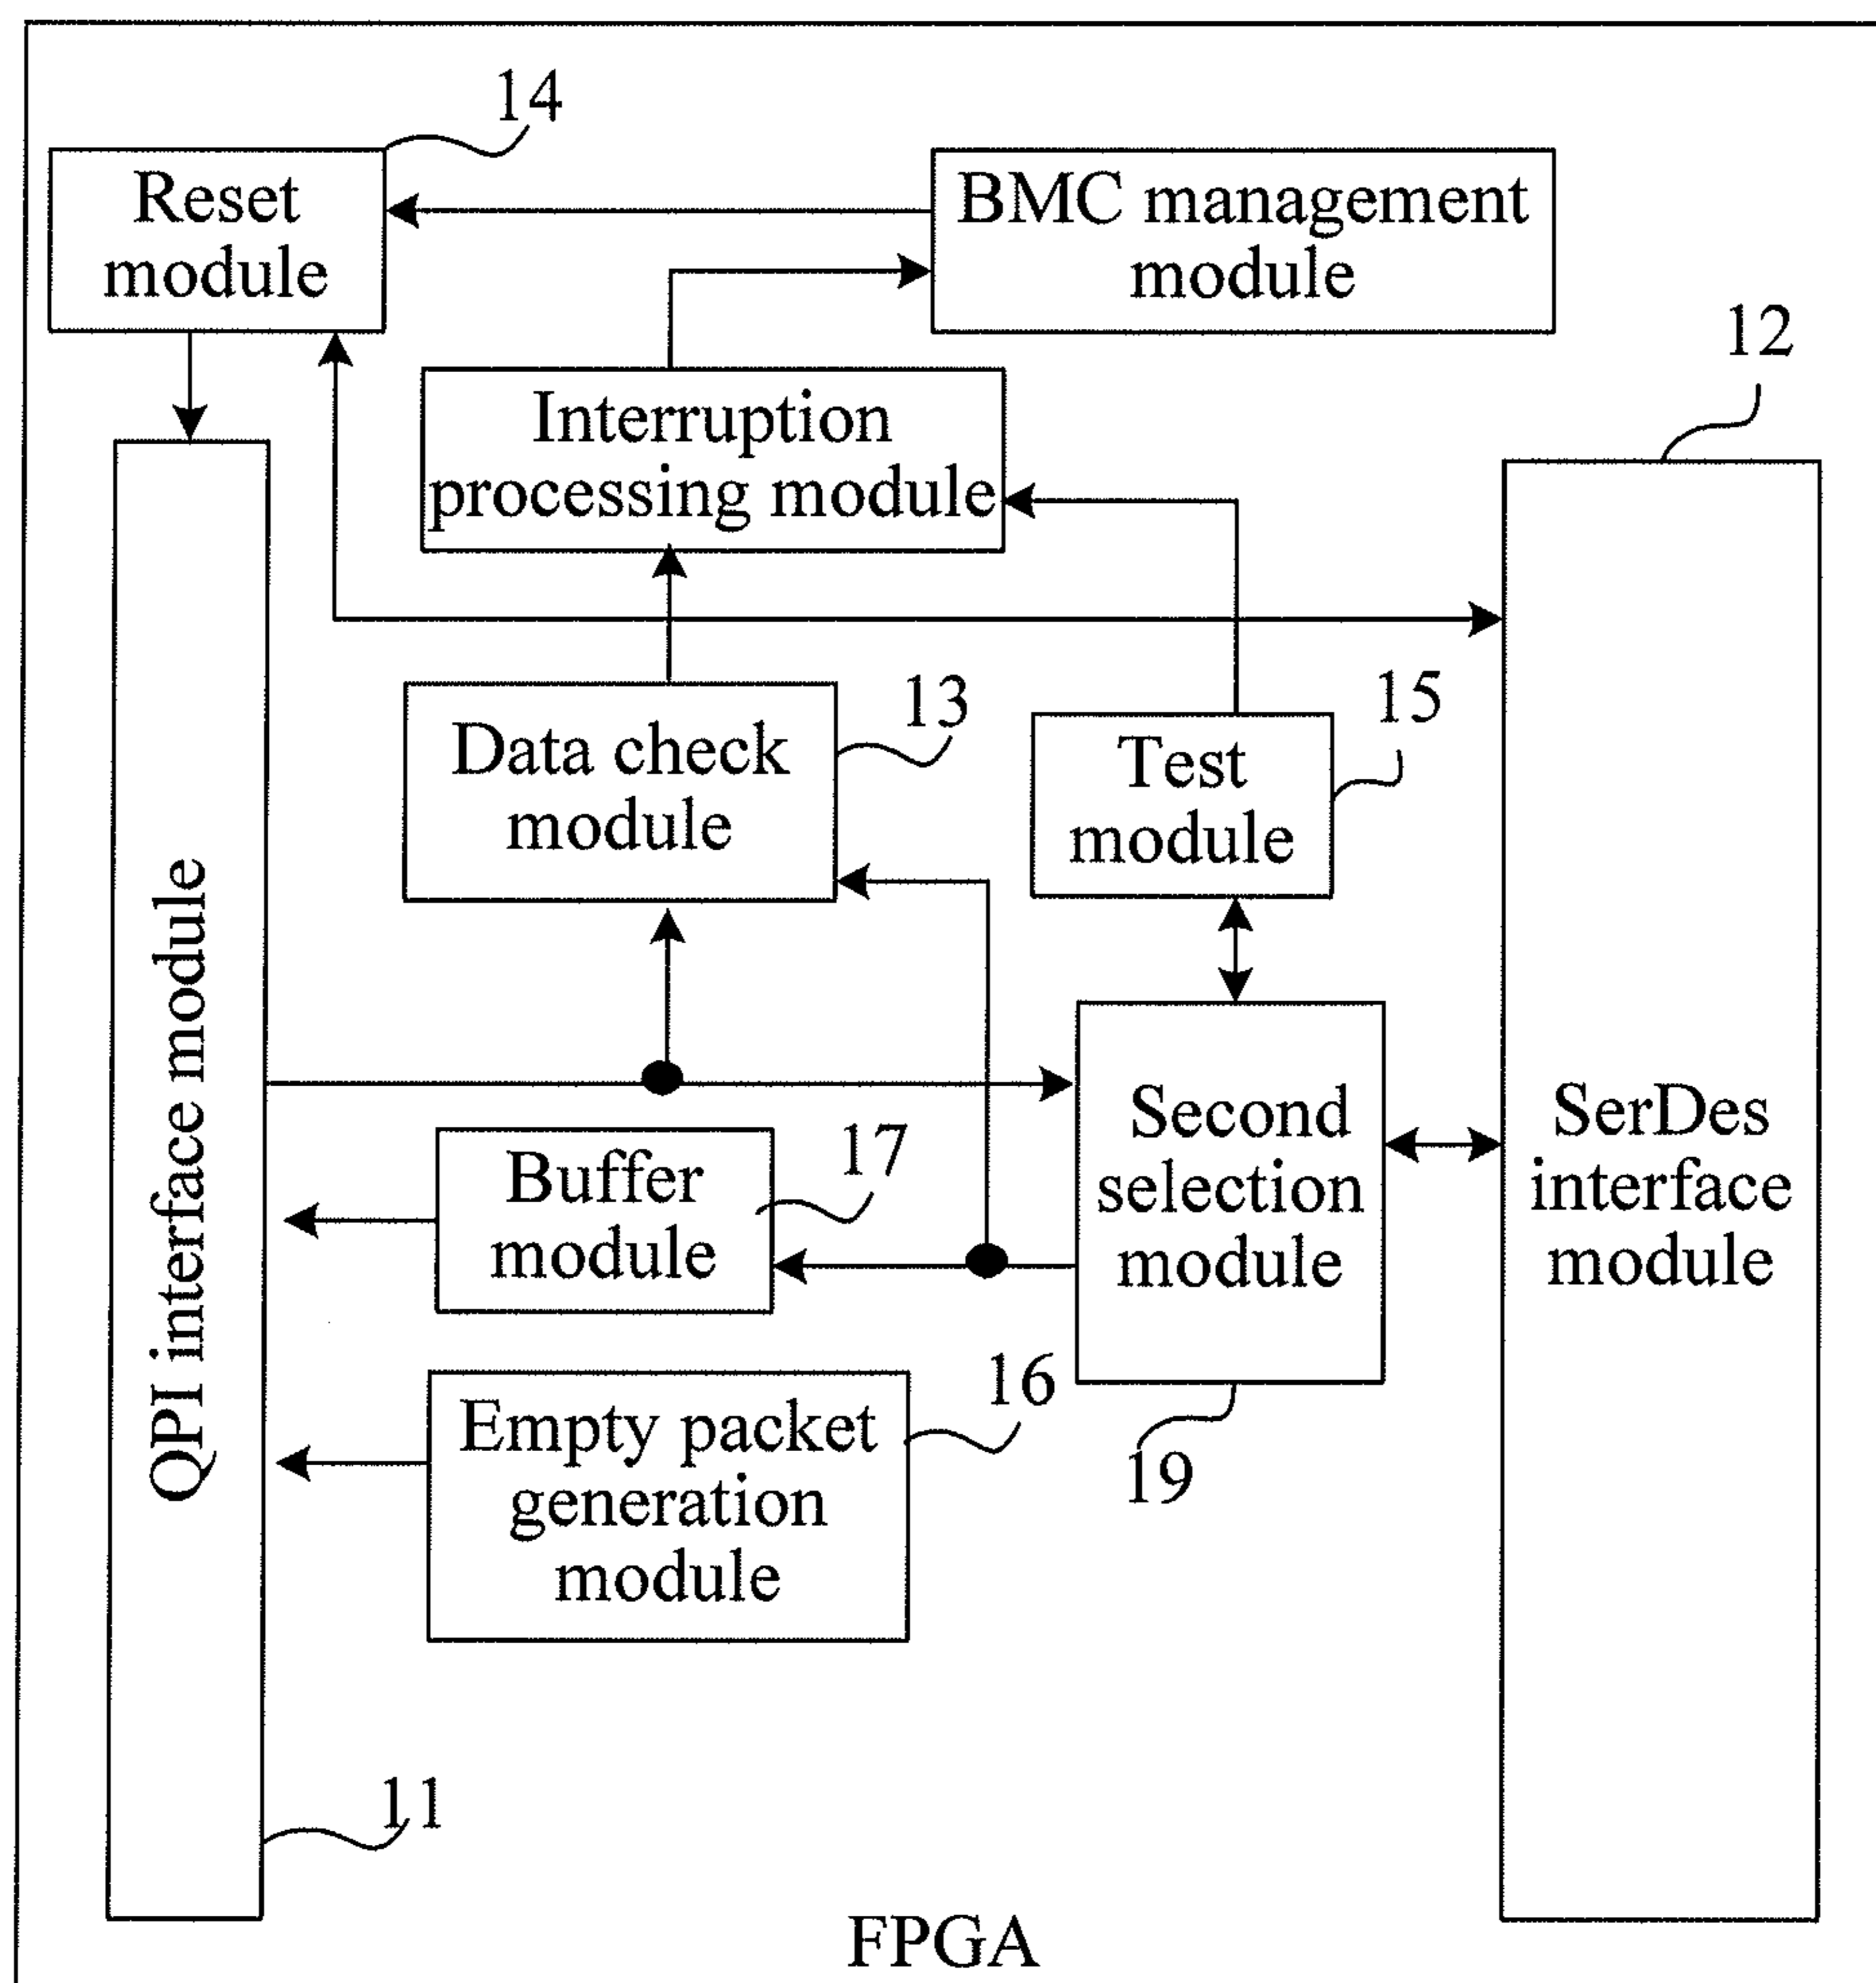 14
Reset
module
BMC management
module
12
Interruption
processing module
13
15
Data check
module
Test
module
QPI interface module
Second
selection
module
SerDes
interface
module
17
Buffer
module
16
Empty packet
generation
module
19
11
FPGA